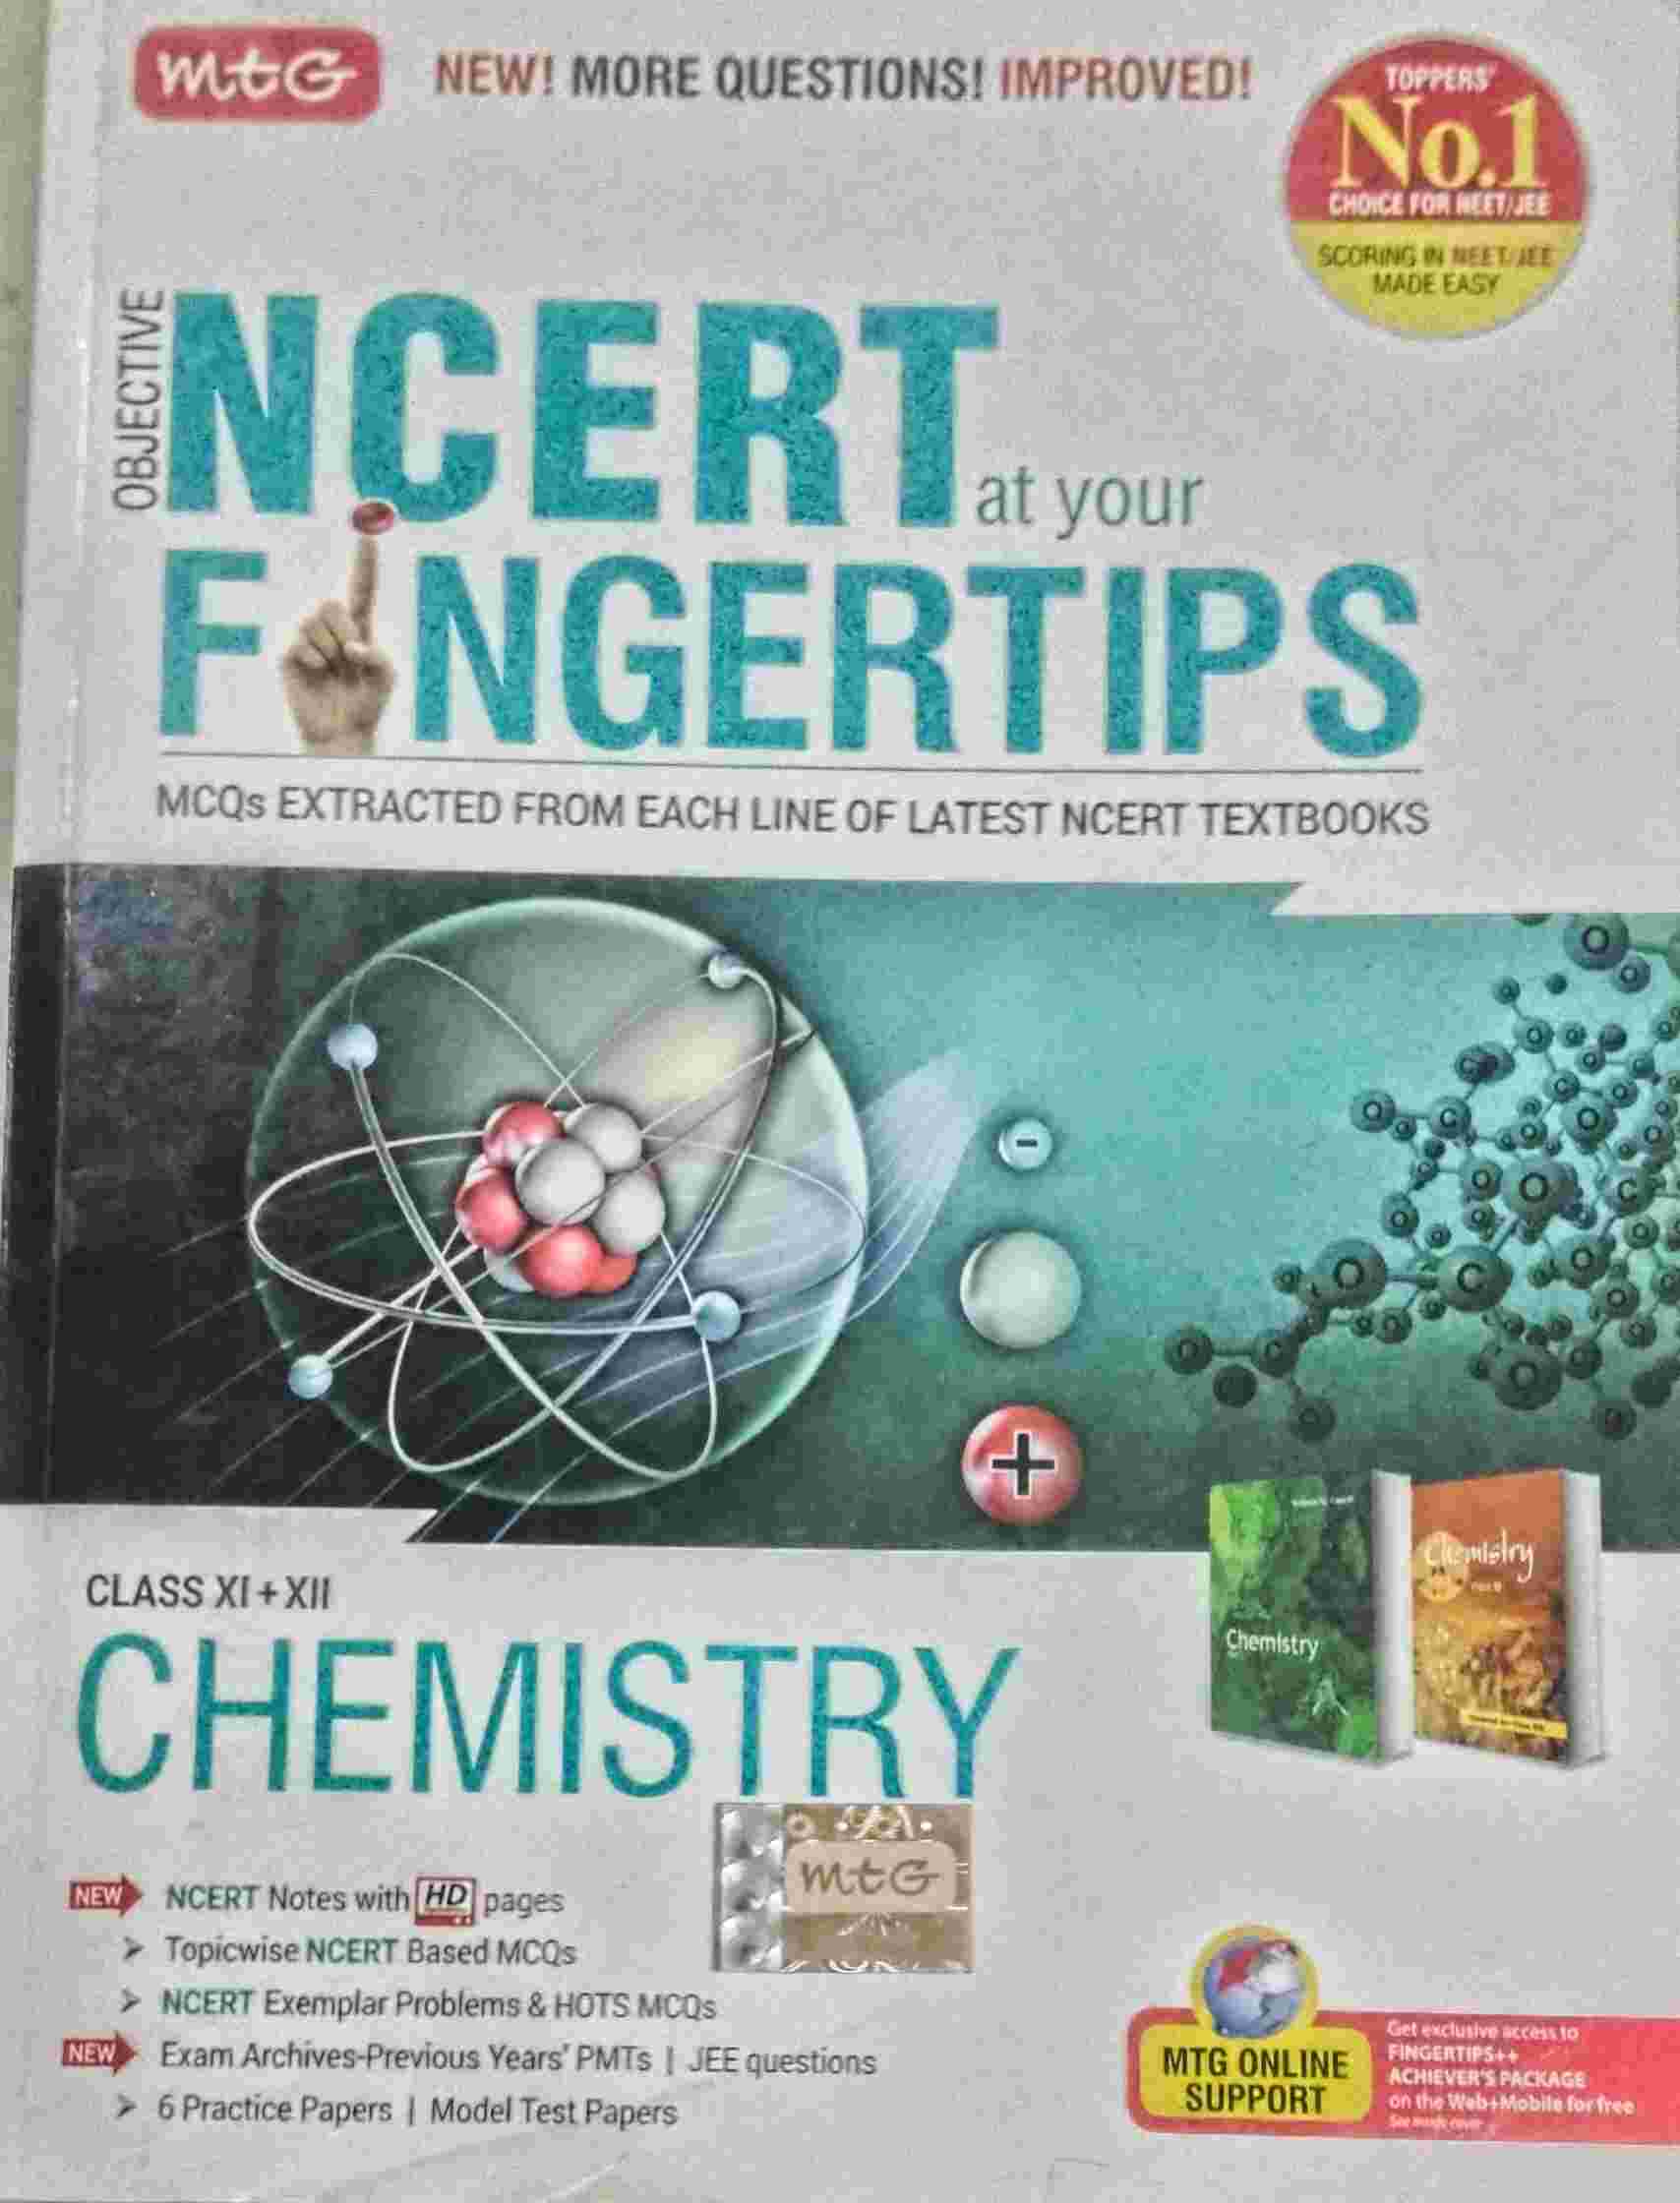 mtG
NEW! MORE QUESTIONS! IMPROVED!
TOPPERS'
No.1
CHOICE FOR NEET/JEE
SCORING IN NEET/JEE
MADE EASY
OBJECTIVE
NCERT at your
FINGERTIPS
MCQs EXTRACTED FROM EACH LINE OF LATEST NCERT TEXTBOOKS
-
+
CLASS XI + XII
CHEMISTRY
Chemistry
Chemistry
mtG
NEW NCERT Notes with HD pages
➤ Topicwise NCERT Based MCQs
➤ NCERT Exemplar Problems & HOTS MCQs
NEW Exam Archives-Previous Years' PMTs | JEE questions
➤ 6 Practice Papers | Model Test Papers
MTG ONLINE
SUPPORT
Get exclusive access to
FINGERTIPS++
ACHIEVER'S PACKAGE
on the Web+Mobile for free